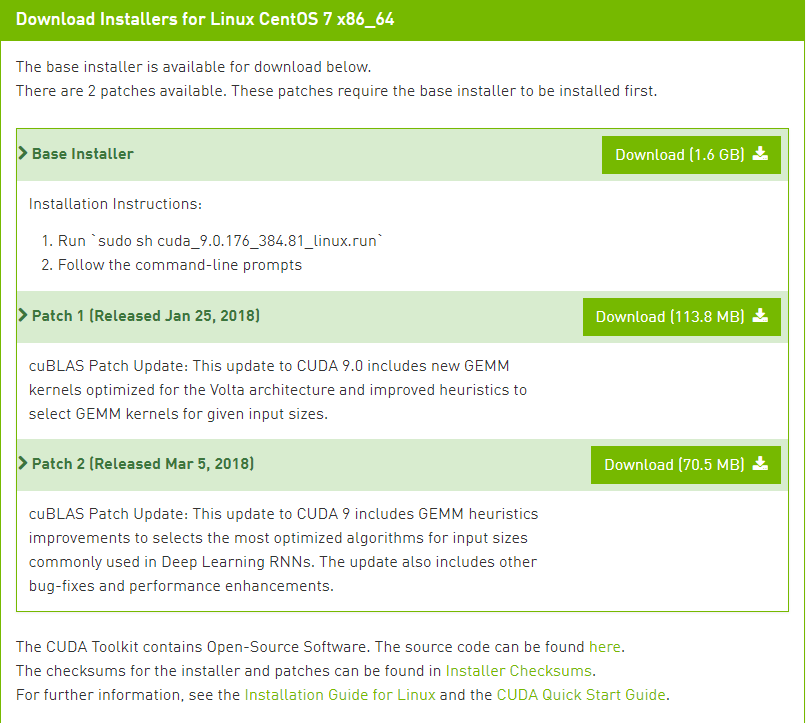 Download Installers for Linux CentOS 7 x86_64
The base installer is available for download below.
There are 2 patches available. These patches require the base installer to be installed first.
Base Installer
Download (1.6 GB)
Installation Instructions:
1. Run `sudo sh cuda_9.0.176_384.81_linux.run`
2. Follow the command-line prompts
Patch 1 (Released Jan 25, 2018)
Download (113.8 MB)
cuBLAS Patch Update: This update to CUDA 9.0 includes new GEMM
kernels optimized for the Volta architecture and improved heuristics to
select GEMM kernels for given input sizes.
Patch 2 (Released Mar 5, 2018)
Download (70.5 MB)
cuBLAS Patch Update: This update to CUDA 9 includes GEMM heuristics
improvements to selects the most optimized algorithms for input sizes
commonly used in Deep Learning RNNs. The update also includes other
bug-fixes and performance enhancements.
The CUDA Toolkit contains Open-Source Software. The source code can be found here.
The checksums for the installer and patches can be found in Installer Checksums.
For further information, see the Installation Guide for Linux and the CUDA Quick Start Guide.